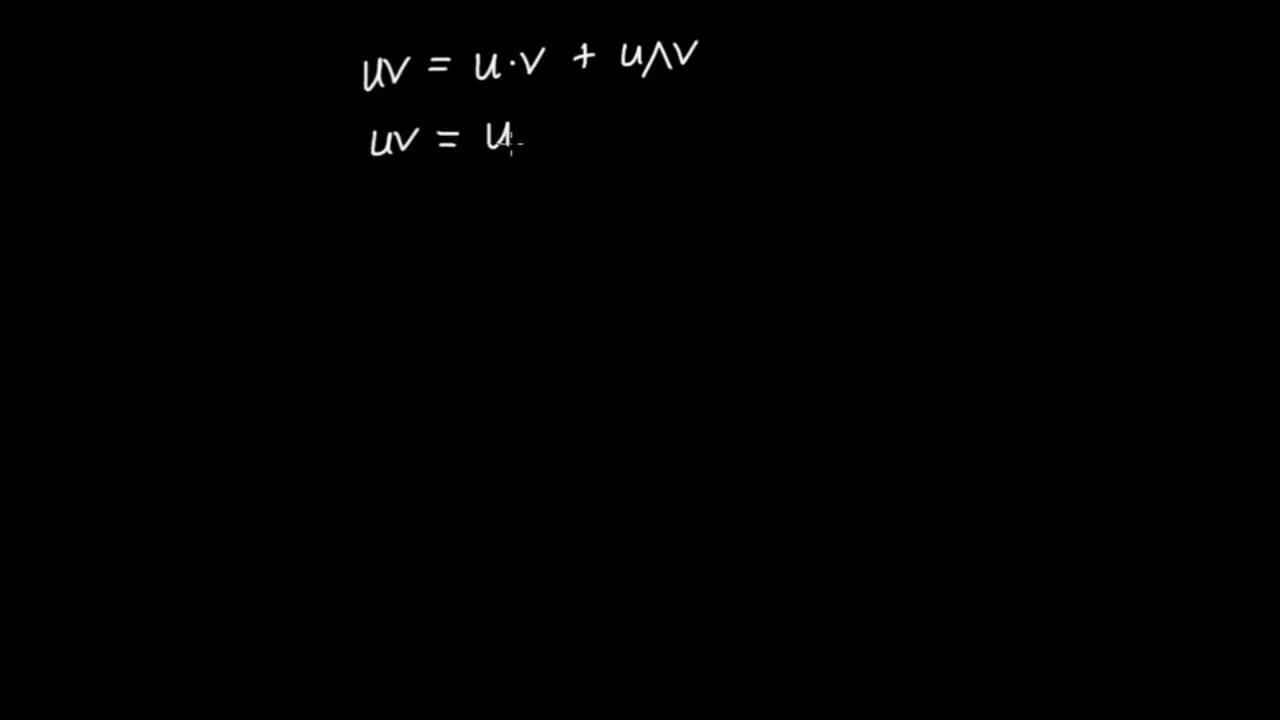 uv = u·v + u∧v
uv = u